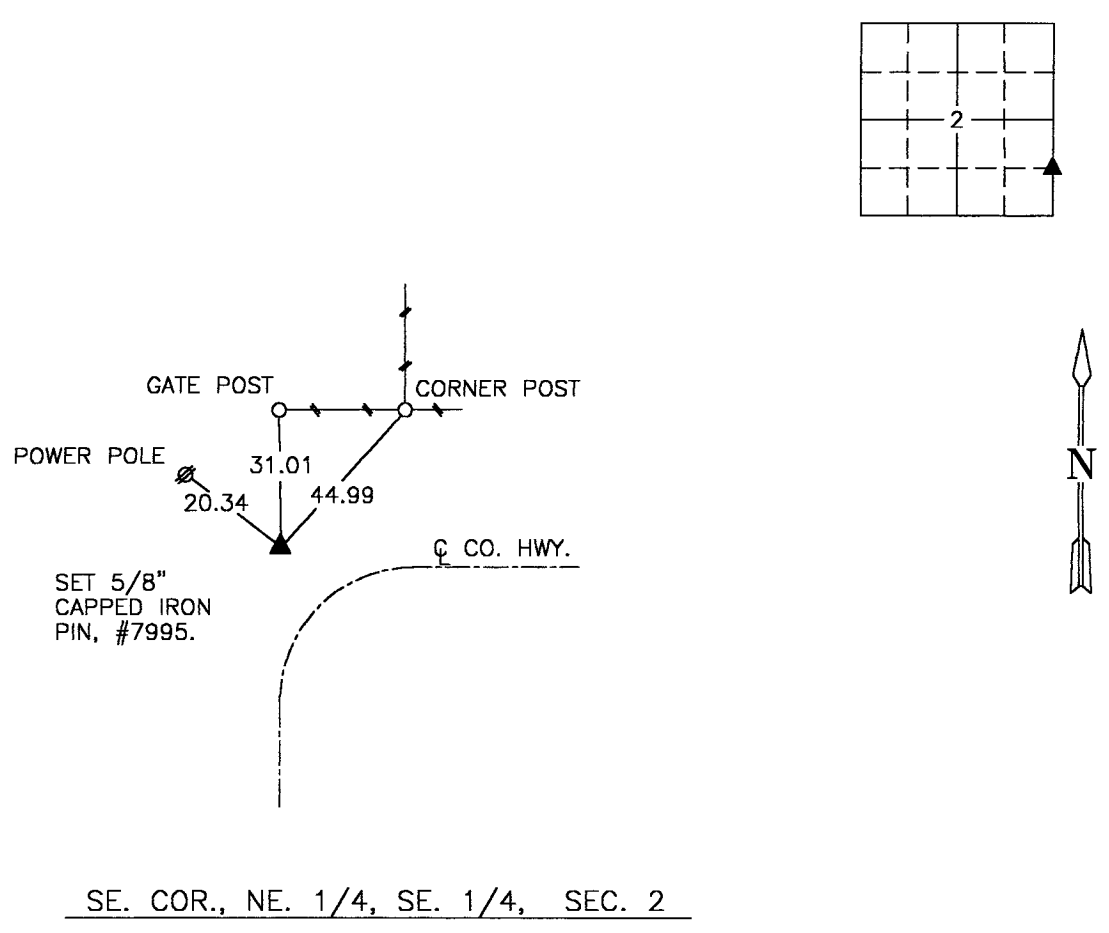 2
GATE POST
CORNER POST
POWER POLE
31.01
20.34
44.99
N
℄ CO. HWY.
SET 5/8"
CAPPED IRON
PIN, #7995.
SE. COR., NE. 1/4, SE. 1/4, SEC. 2